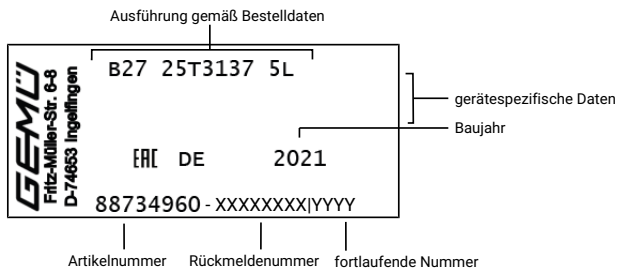 Ausführung gemäß Bestelldaten
GEMÜ
Fritz-Müller-Str. 6-8
D-74653 Ingelfingen
B27 25T3137 5L
gerätespezifische Daten
Baujahr
EAC DE 2021
88734960 - XXXXXXXX|YYYY
Artikelnummer Rückmeldenummer fortlaufende Nummer